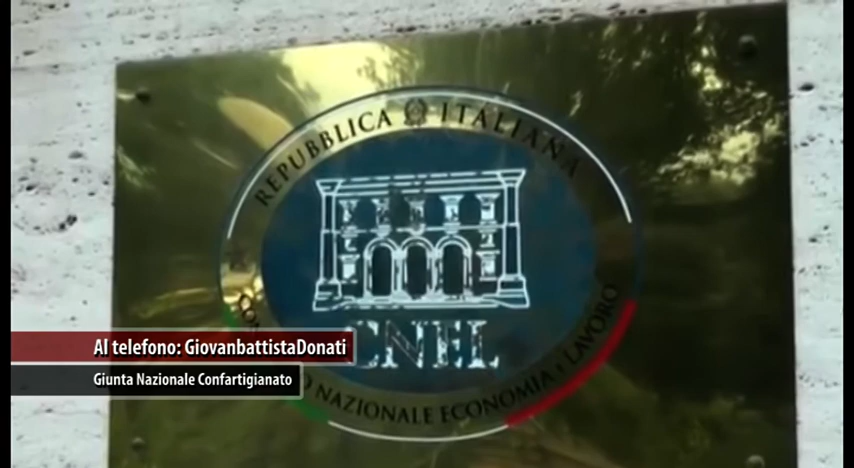 REPUBBLICA ITALIANA
CNEL
NAZIONALE ECONOMIA E LAVORO
Al telefono: GiovanbattistaDonati
Giunta Nazionale Confartigianato